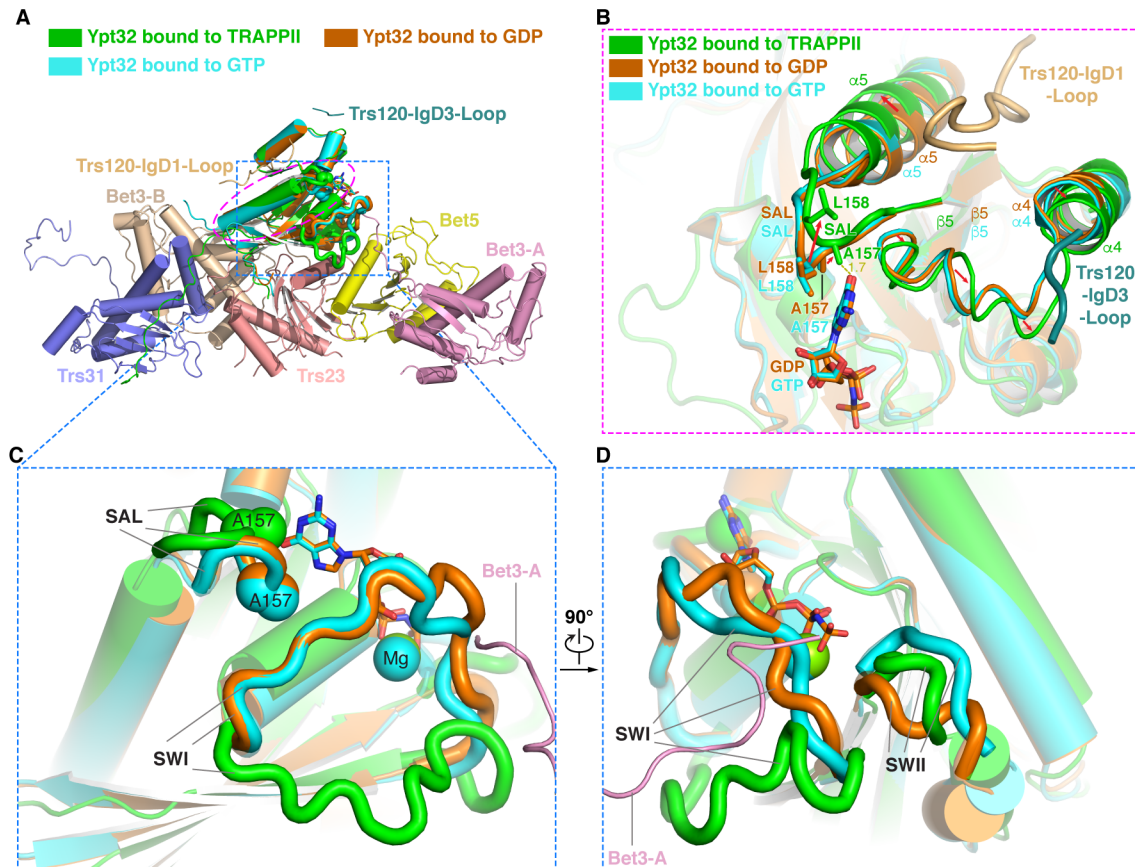 A
Ypt32 bound to TRAPPII
Ypt32 bound to GDP
Ypt32 bound to GTP
Trs120-IgD3-Loop
Trs120-IgD1-Loop
Bet3-B
Bet5
Bet3-A
Trs31
Trs23
B
Ypt32 bound to TRAPPII
Ypt32 bound to GDP
Ypt32 bound to GTP
Trs120-IgD1
-Loop
α5
α5
α5
L158
SAL
SAL
SAL
β5
β5
β5
α4
α4
α4
A157
1.7
L158
L158
A157
A157
Trs120
-IgD3
-Loop
GDP
GTP
C
SAL
A157
A157
Bet3-A
Mg
SWI
90°
D
SWI
SWII
Bet3-A